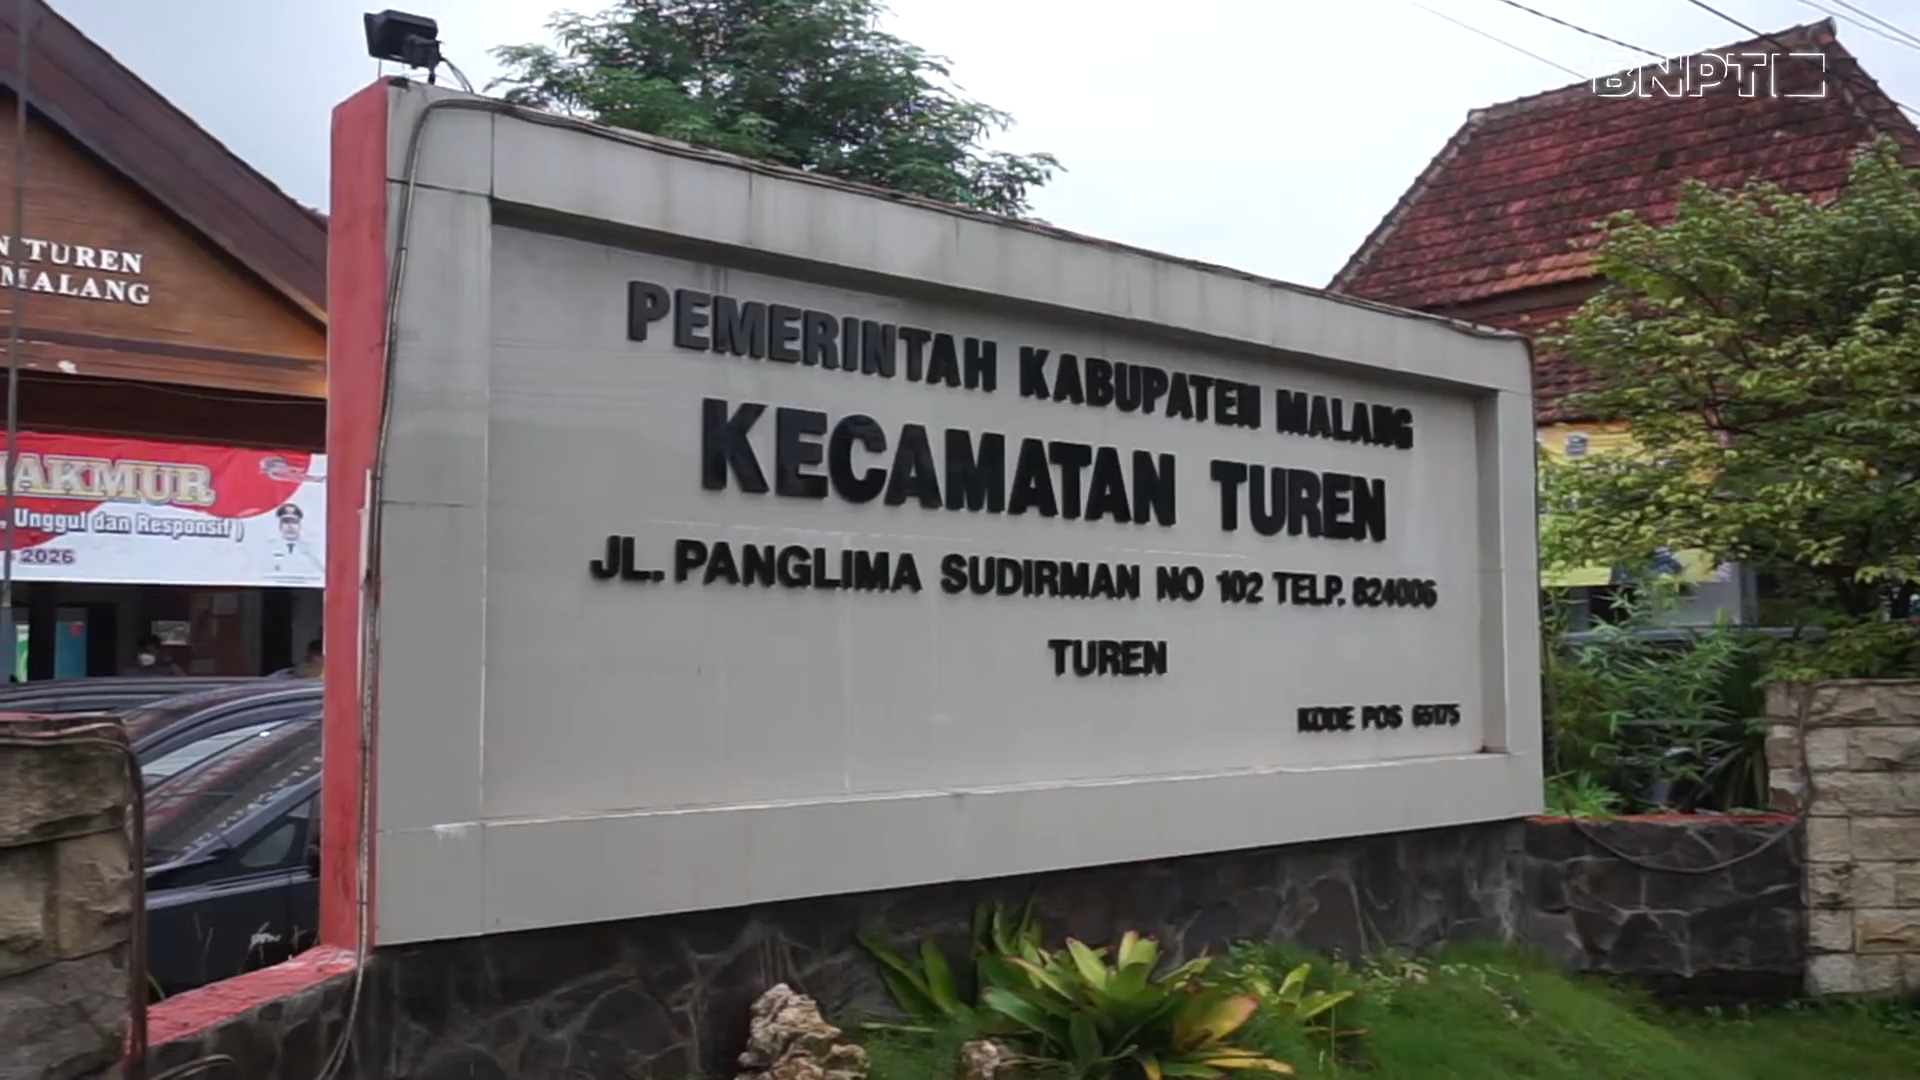 BNPT
N TUREN
MALANG
AKMUR
Unggul dan Responsif )
2026
PEMERINTAH KABUPATEN MALANG
KECAMATAN TUREN
JL. PANGLIMA SUDIRMAN NO 102 TELP. 824006
TUREN
KODE POS 65175